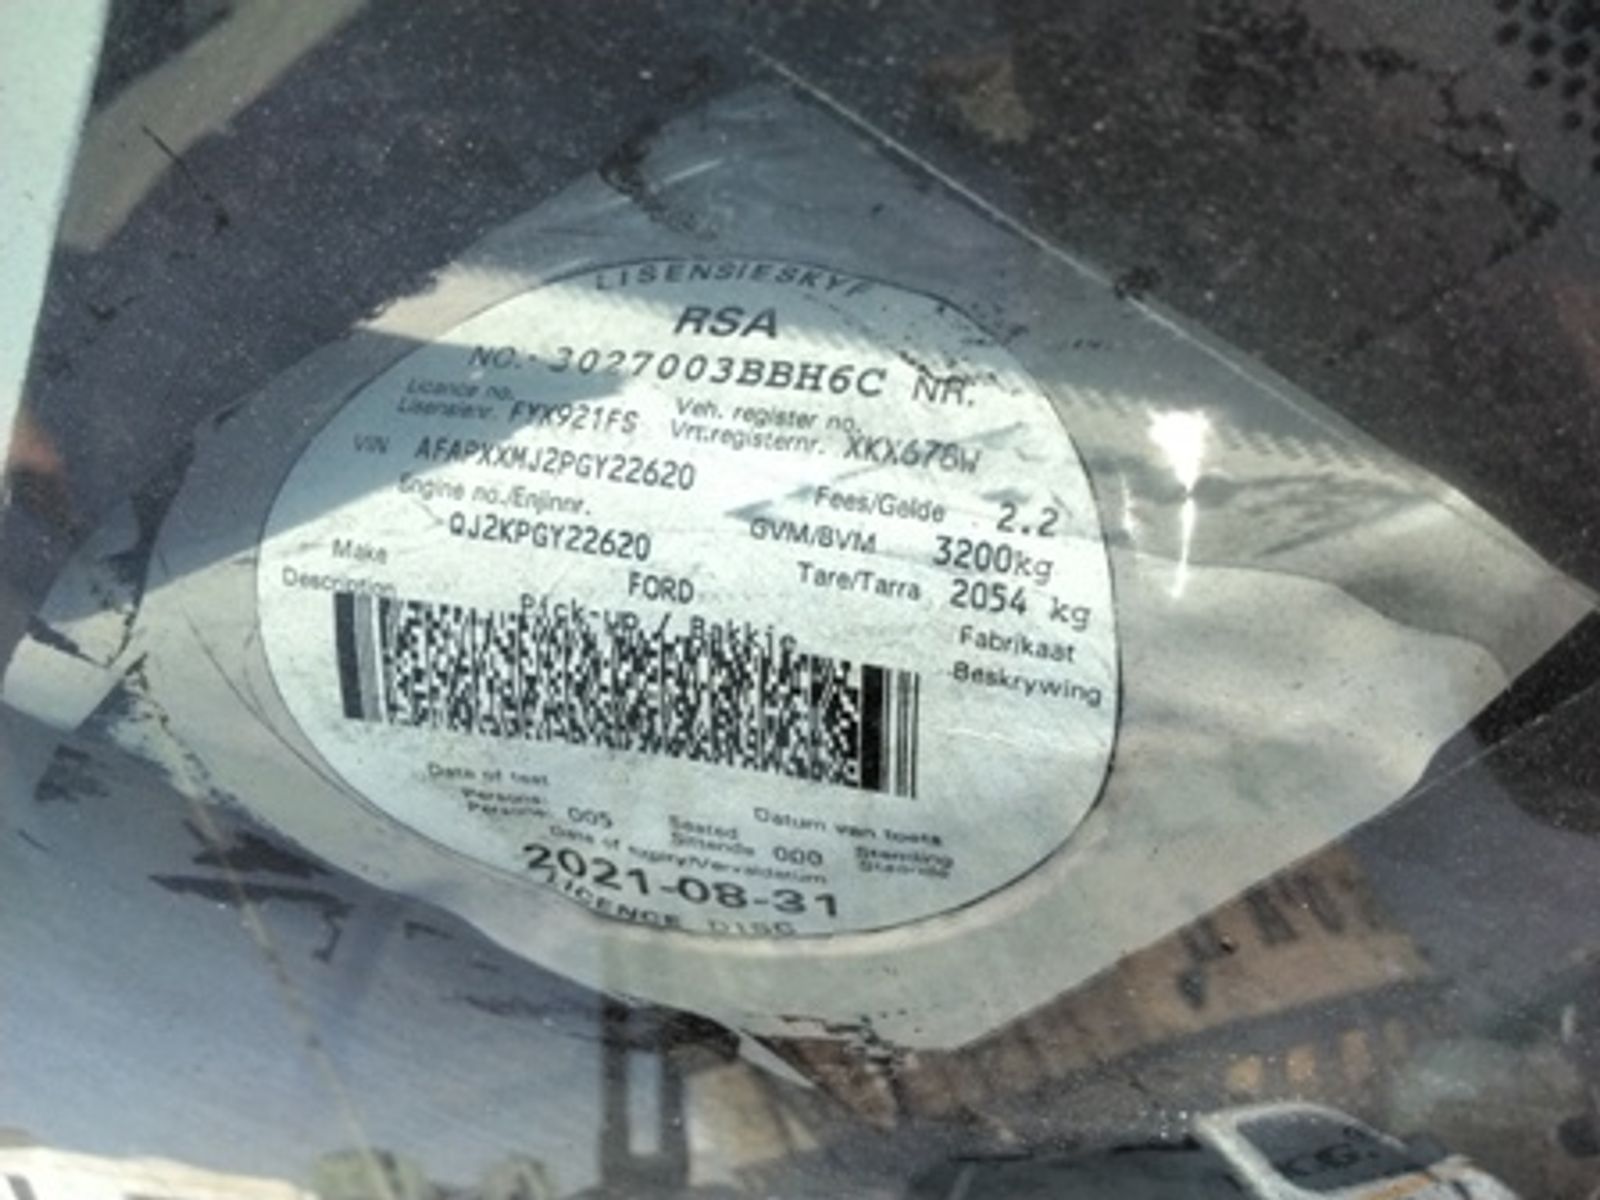 LISENSIESKYF
RSA
NO. 3027003BBH6C NR.
Licence no.
Lisensienr. FYX921FS
Veh. register no.
Vrt.registernr. XKX678W
VIN AFAPXXMJ2PGY22620
Engine no./Enjinnr.
QJ2KPGY22620
Fees/Gelde 2.2
GVM/BVM 3200kg
Tare/Tarra 2054 kg
Make FORD Fabrikaat
Description Pick-up / Bakkie Beskrywing
Date of test Datum van toets
Persons: 005 Seated 000 Standing
Persone: Sittende Staande
Date of expiry/Vervaldatum
2021-08-31
LICENCE DISC